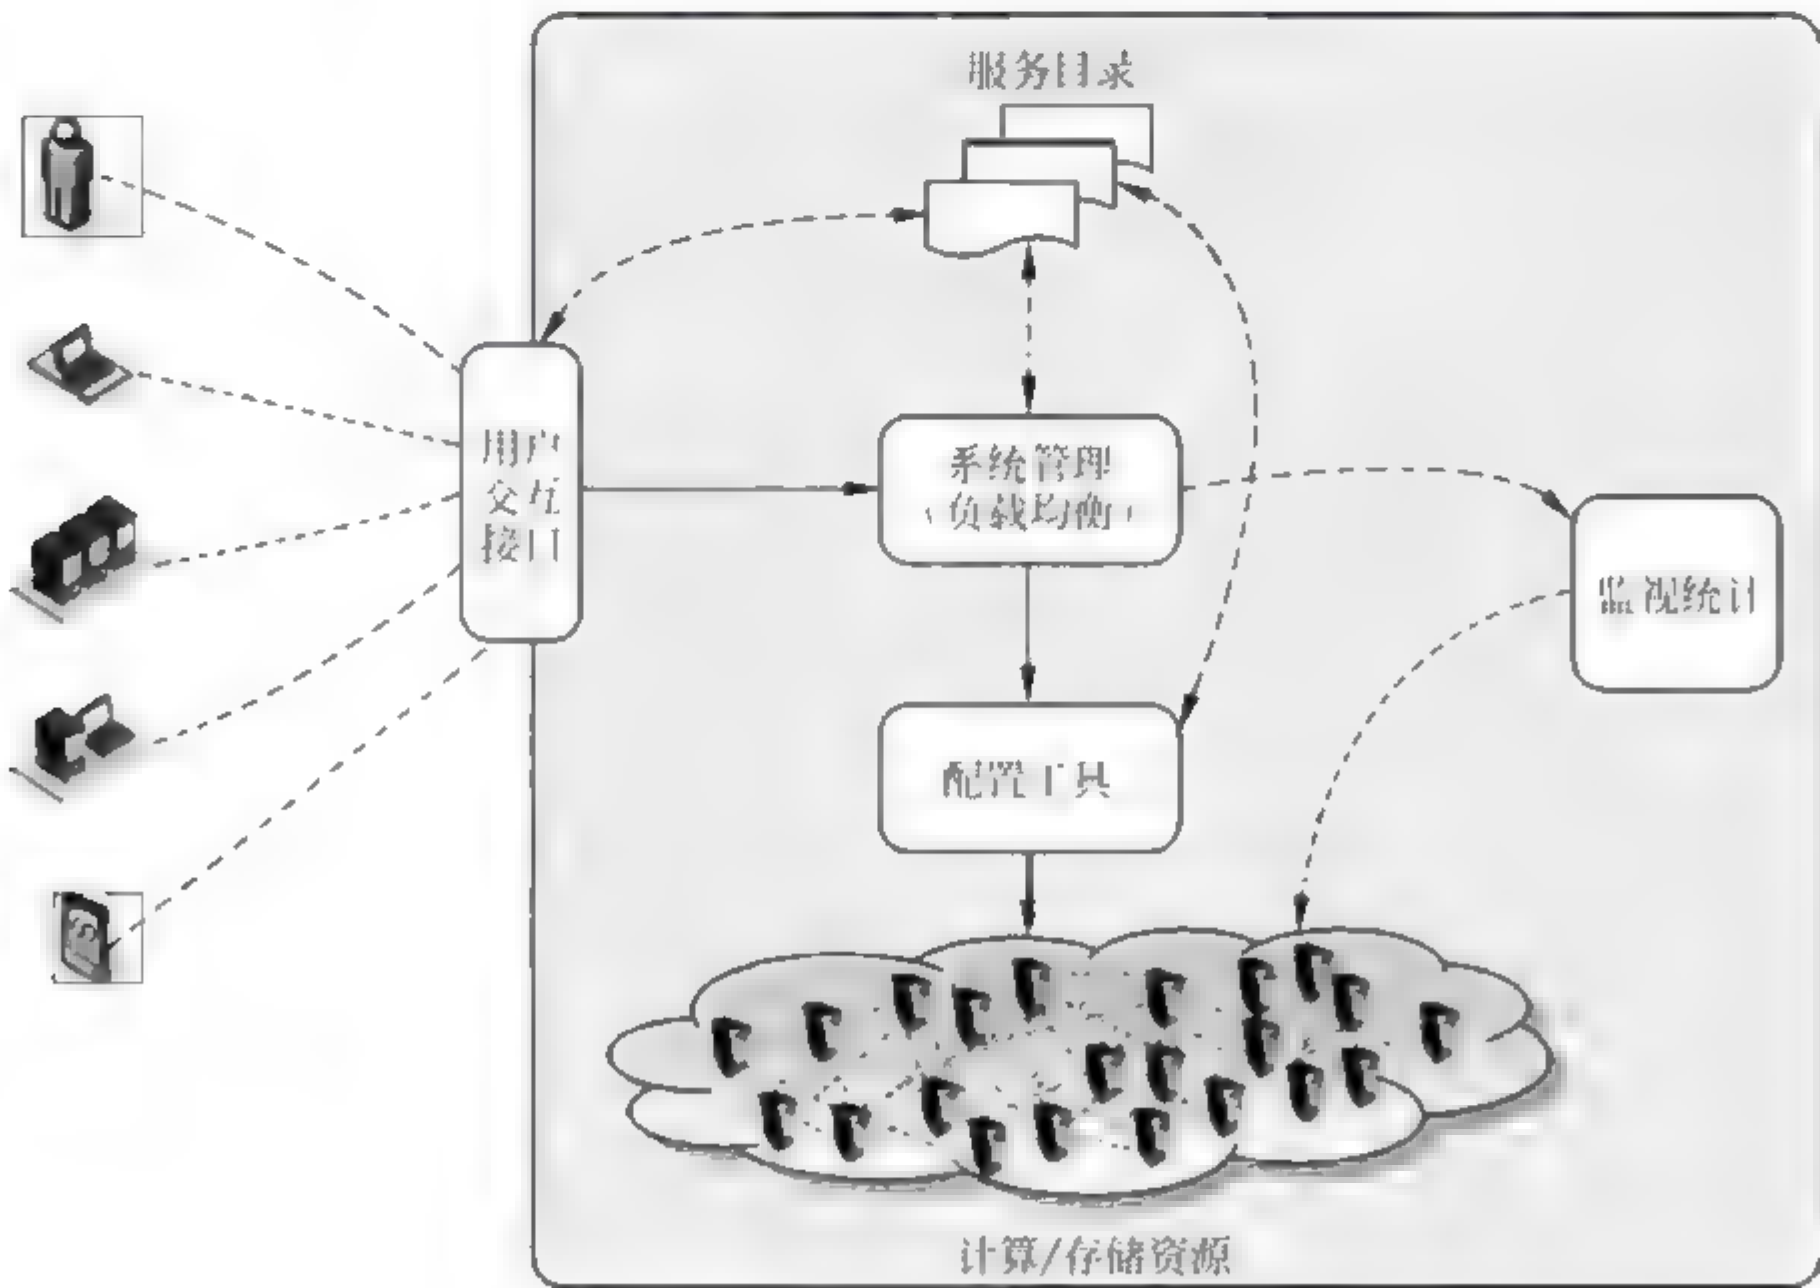 服务目录
用户
交互
接口
系统管理
（负载均衡）
监视统计
配置工具
计算/存储资源